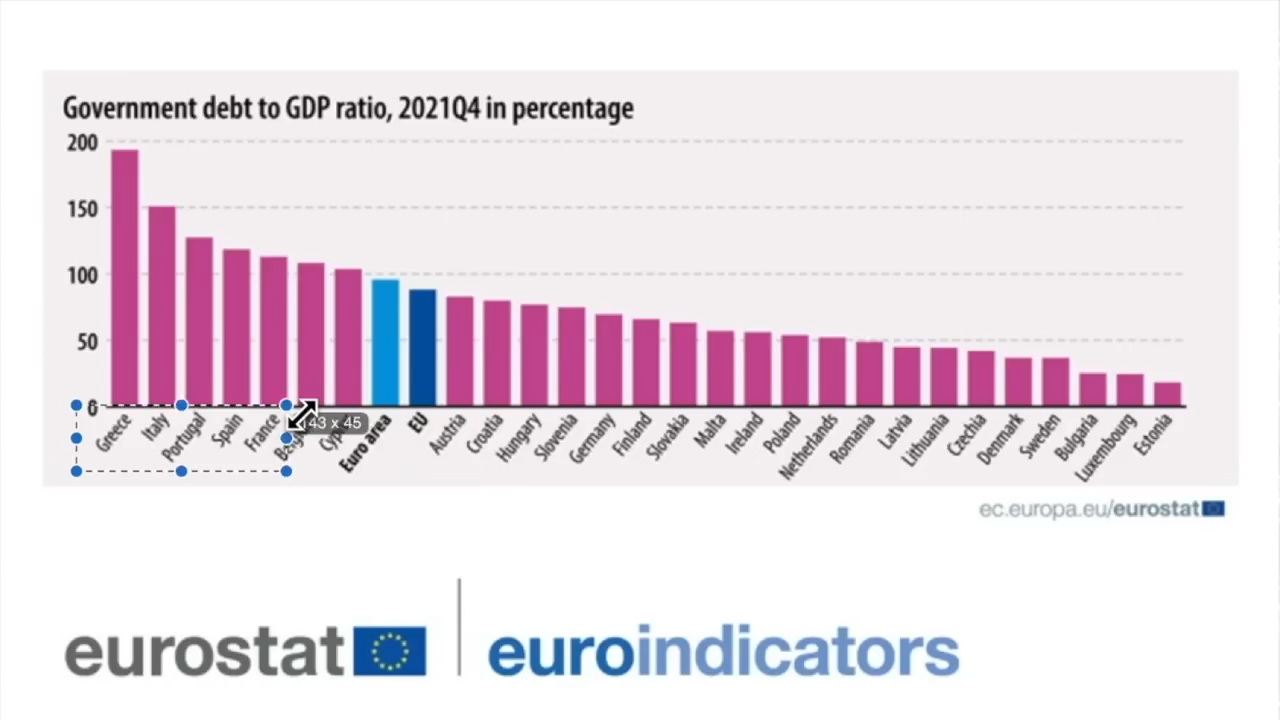 Government debt to GDP ratio, 2021Q4 in percentage
200
150
100
50
0
Greece
Italy
Portugal
Spain
France
Euro area
EU
Austria
Croatia
Hungary
Slovenia
Germany
Finland
Slovakia
Malta
Ireland
Poland
Netherlands
Romania
Latvia
Lithuania
Czechia
Denmark
Sweden
Bulgaria
Luxembourg
Estonia
43 x 45
ec.europa.eu/eurostat
eurostat
euroindicators